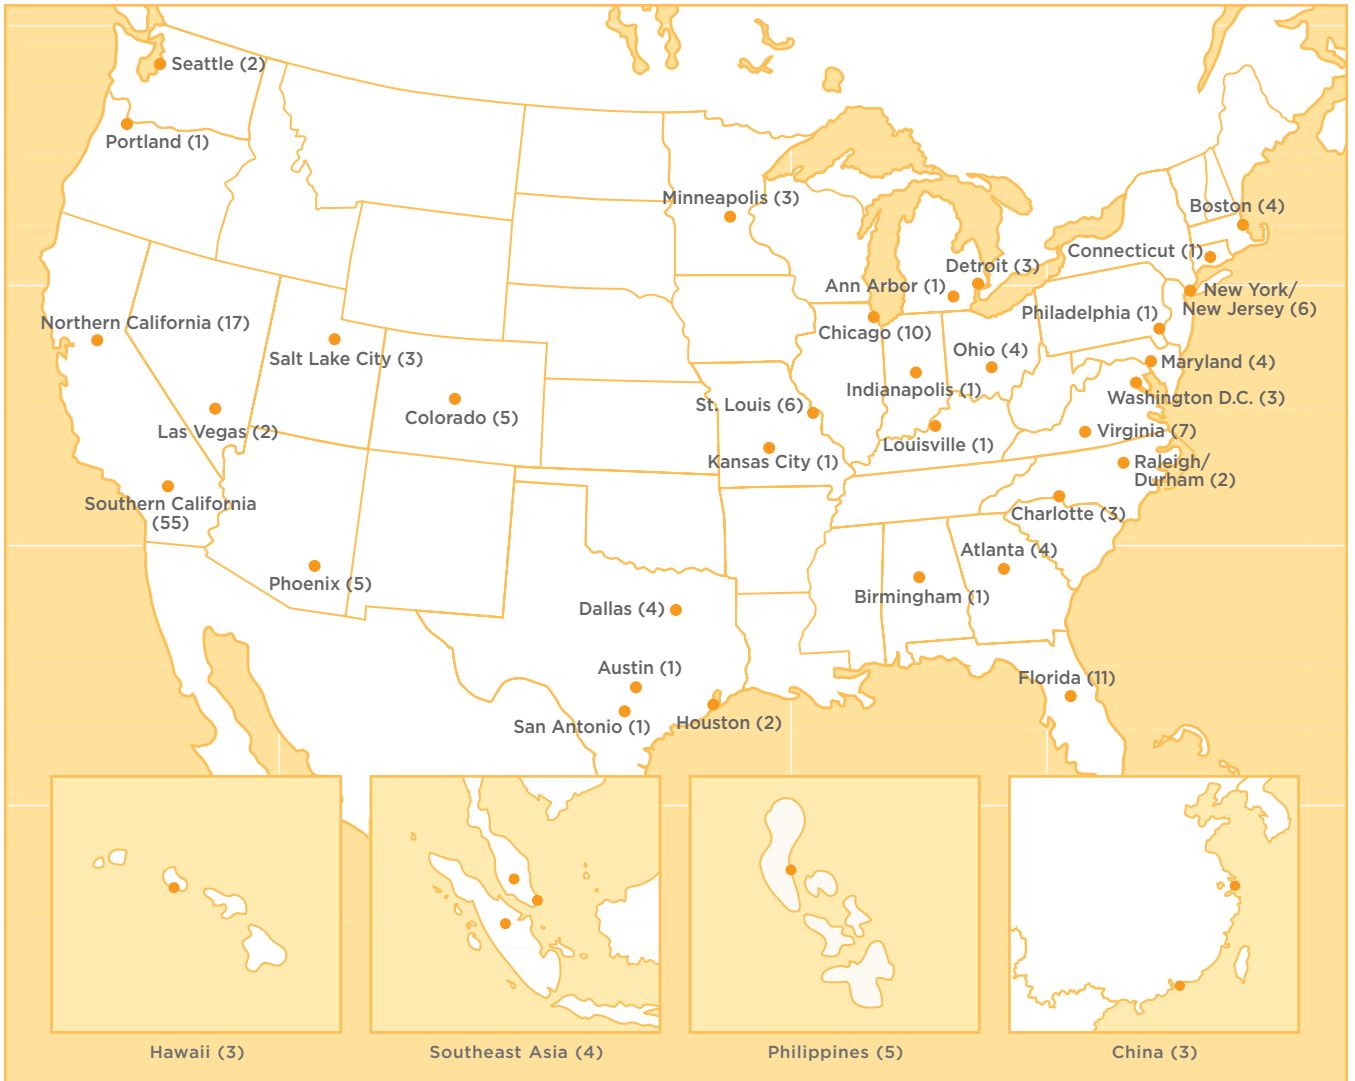 Seattle (2)
Portland (1)
Minneapolis (3)
Boston (4)
Connecticut (1)
Detroit (3)
Ann Arbor (1)
New York/
New Jersey (6)
Philadelphia (1)
Northern California (17)
Chicago (10)
Salt Lake City (3)
Ohio (4)
Maryland (4)
Indianapolis (1)
Washington D.C. (3)
St. Louis (6)
Colorado (5)
Las Vegas (2)
Virginia (7)
Louisville (1)
Kansas City (1)
Raleigh/
Durham (2)
Southern California
(55)
Charlotte (3)
Atlanta (4)
Phoenix (5)
Birmingham (1)
Dallas (4)
Austin (1)
Florida (11)
San Antonio (1)
Houston (2)
Hawaii (3)
Southeast Asia (4)
Philippines (5)
China (3)